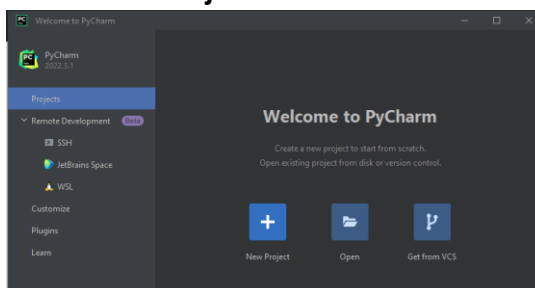 PC Welcome to PyCharm
PC PyCharm
2022.3.1
Projects
Remote Development Beta
SSH
JetBrains Space
WSL
Customize
Plugins
Learn
Welcome to PyCharm
Create a new project to start from scratch.
Open existing project from disk or version control.
New Project
Open
Get from VCS